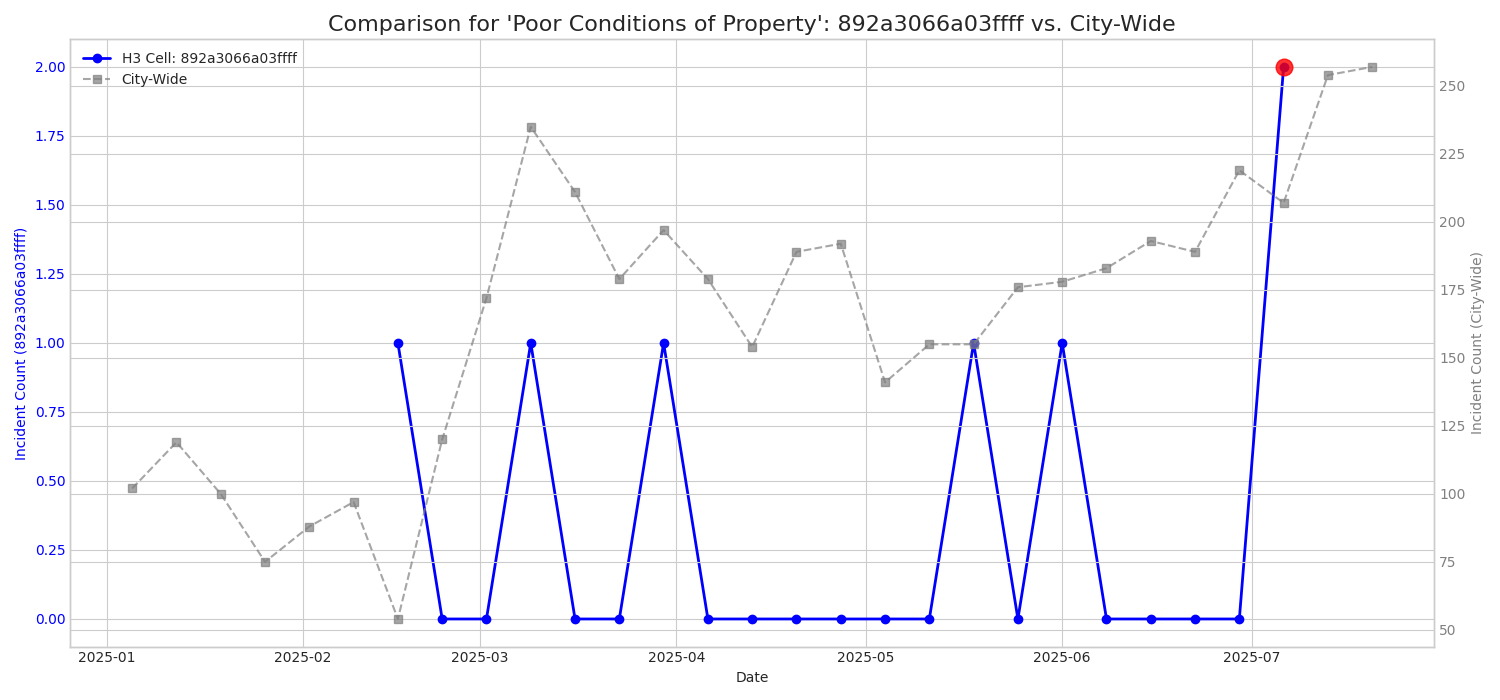 Comparison for 'Poor Conditions of Property': 892a3066a03ffff vs. City-Wide
H3 Cell: 892a3066a03ffff
City-Wide
Incident Count (892a3066a03ffff)
2.00
1.75
1.50
1.25
1.00
0.75
0.50
0.25
0.00
250
225
200
175
150
125
100
75
50
Incident Count (City-Wide)
2025-01 2025-02 2025-03 2025-04 2025-05 2025-06 2025-07
Date